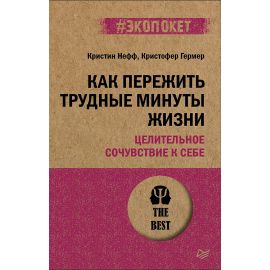 #ЭКОПОКЕТ
Кристин Нефф, Кристофер Гермер
КАК ПЕРЕЖИТЬ
ТРУДНЫЕ МИНУТЫ
ЖИЗНИ
ЦЕЛИТЕЛЬНОЕ
СОЧУВСТВИЕ К СЕБЕ
THE
BEST